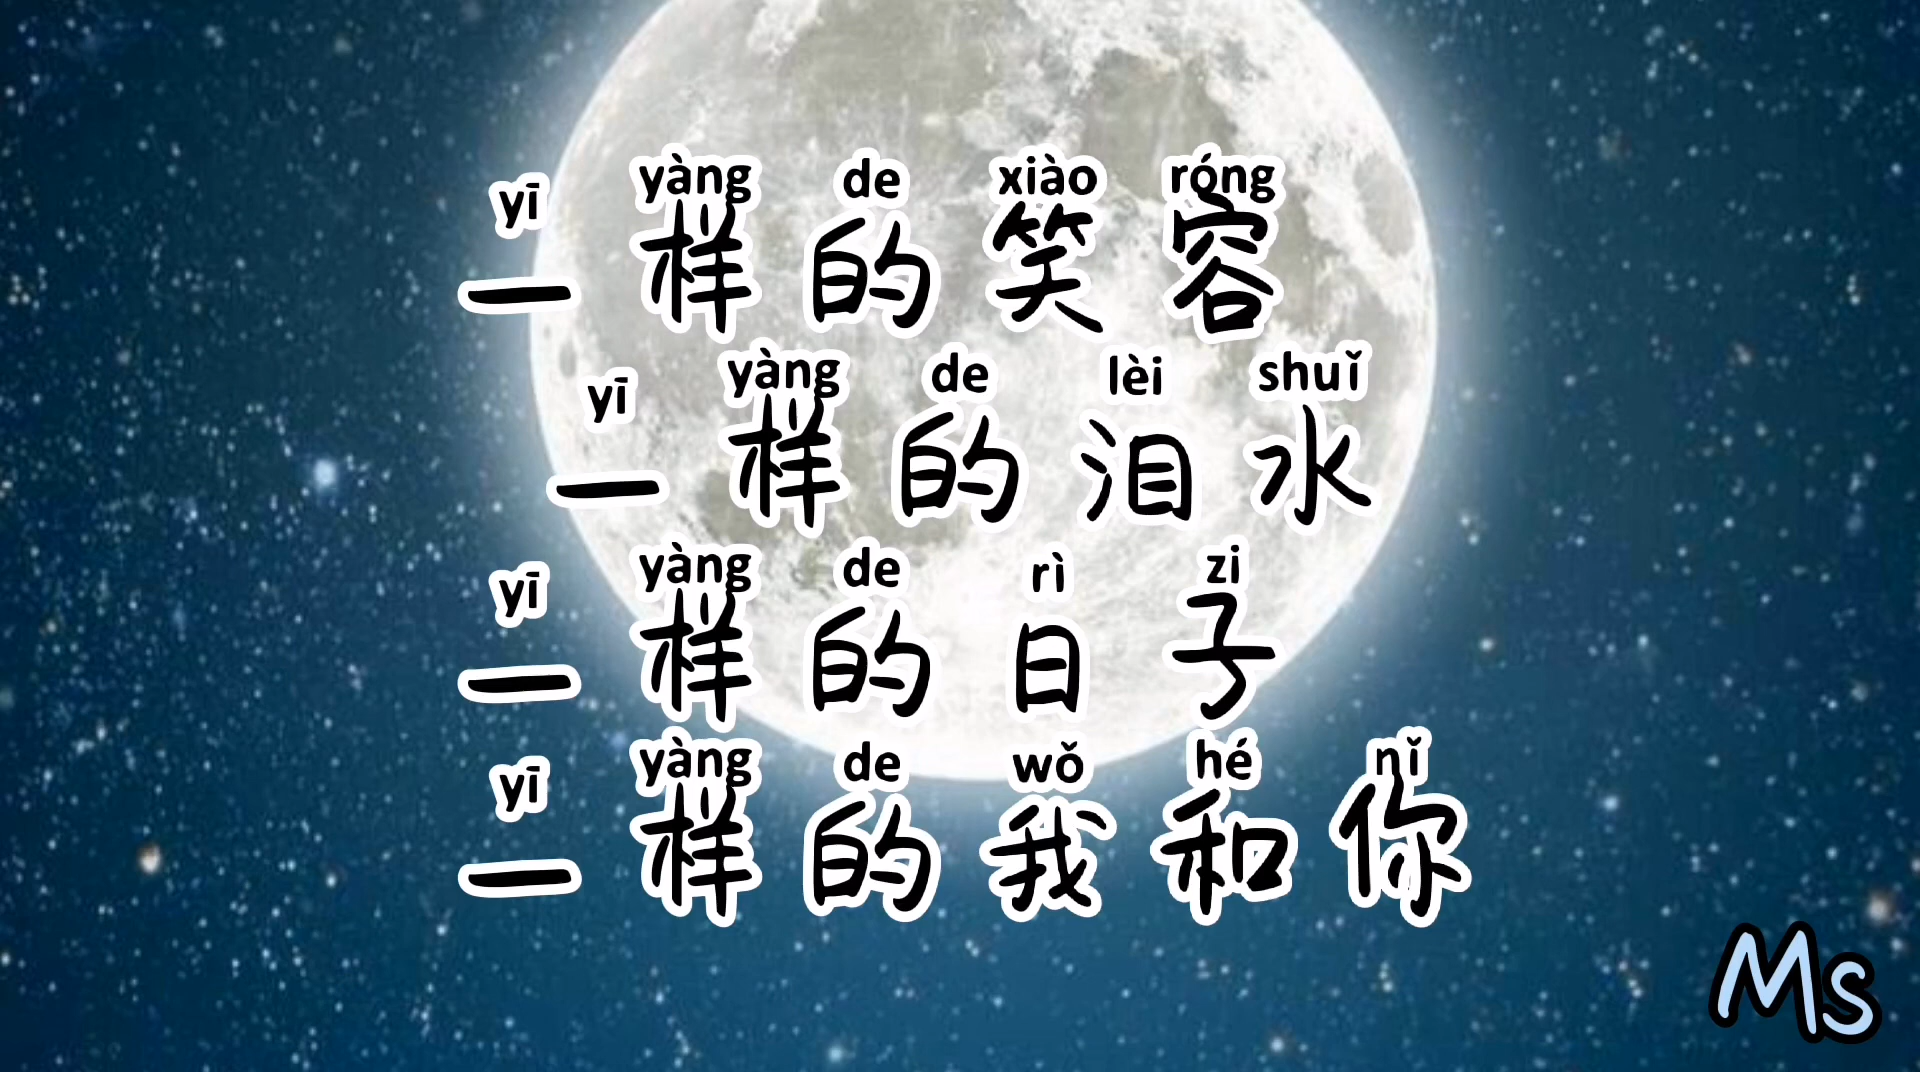 yī yàng de xiào róng
一样的笑容
yī yàng de lèi shuǐ
一样的泪水
yī yàng de rì zi
一样的日子
yī yàng de wǒ hé nǐ
一样的我和你
Ms